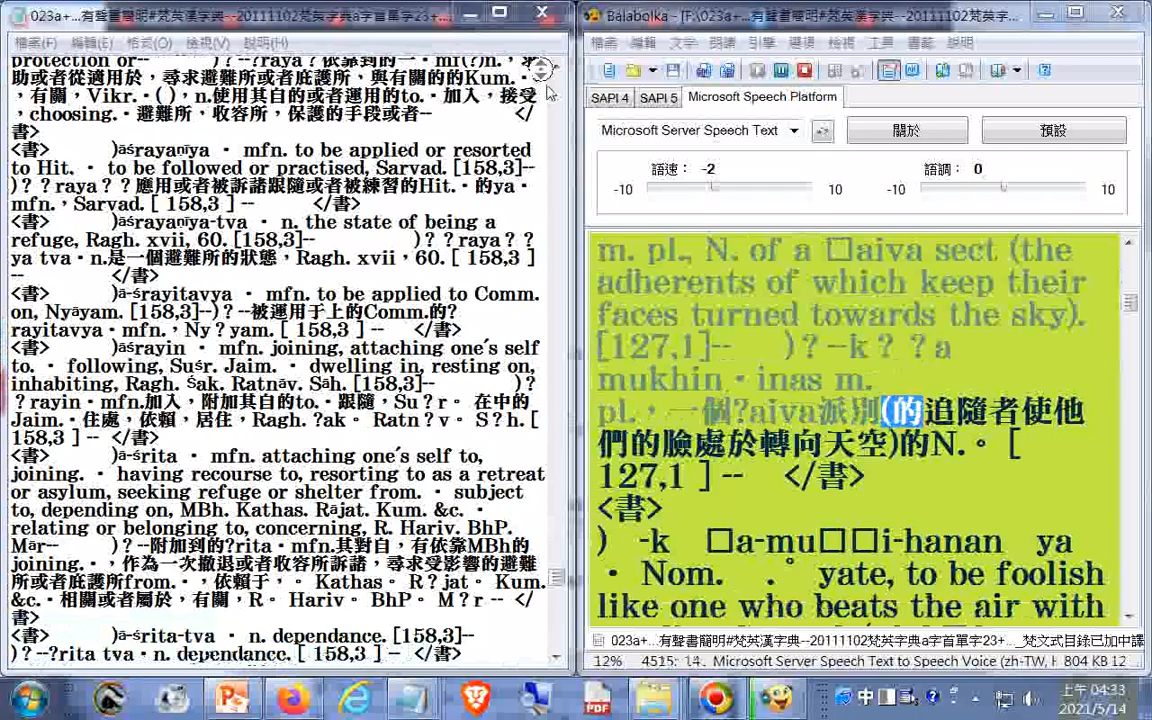 023a+...有聲書簡明#梵英漢字典--20111102梵英字典a字首單字23+...
檔案(F) 編輯(E) 格式(O) 檢視(V) 說明(H)
protection or-- )？--?raya？依靠到的一‧mf(?)n.，求
助或者從適用於，尋求避難所或者庇護所，與有關的的Kum.‧
，有關，Vikr.‧( )，n.使用其自的或者運用的to.‧加入，接受
，choosing.‧避難所，收容所，保護的手段或者-- </
書>
<書> )āśrayaṇīya ‧ mfn. to be applied or resorted
to Hit. ‧ to be followed or practised, Sarvad. [158,3]--
)？？raya？？應用或者被訴諸跟隨或者被練習的Hit.‧的ya‧
mfn.，Sarvad. [ 158,3 ] -- </書>
<書> )āśrayaṇīya-tva ‧ n. the state of being a
refuge, Ragh. xvii, 60. [158,3]-- )？？raya？？
ya tva‧n.是一個避難所的狀態，Ragh. xvii，60. [ 158,3 ]
-- </書>
<書> )ā-śrayitavya ‧ mfn. to be applied to Comm.
on, Nyāyam. [158,3]--)？--被運用于上的Comm.的?
rayitavya‧mfn.，Ny？yam. [ 158,3 ] -- </書>
<書> )āśrayin ‧ mfn. joining, attaching one's self
to. ‧ following, Suśr. Jaim. ‧ dwelling in, resting on,
inhabiting, Ragh. Śak. Ratnāv. Sāh. [158,3]-- )？
？rayin‧mfn.加入，附加其自的to.‧跟隨，Su？r。在中的
Jaim.‧住處，依賴，居住，Ragh. ?ak。 Ratn？v。 S？h. [
158,3 ] -- </書>
<書> )ā-śrita ‧ mfn. attaching one's self to,
joining. ‧ having recourse to, resorting to as a retreat
or asylum, seeking refuge or shelter from. ‧ subject
to, depending on, MBh. Kathas. Rājat. Kum. &c. ‧
relating or belonging to, concerning, R. Hariv. BhP.
Mār-- )？--附加到的?rita‧mfn.其對自，有依靠MBh的
joining.‧，作為一次撤退或者收容所訴諸，尋求受影響的避難
所或者庇護所from.‧，依賴于，。 Kathas。 R？jat。 Kum.
&c.‧相關或者屬於，有關，R。 Hariv。 BhP。 M？r -- </
書>
<書> )ā-śrita-tva ‧ n. dependance. [158,3]--
)？--?rita tva‧n. dependance. [ 158,3 ] -- </書>
Balabolka - [F:\023a+...有聲書簡明#梵英漢字典--20111102梵英字...
檔案 編輯 文字 朗讀 引擎 選項 檢視 工具 書籤 說明
SAPI 4 SAPI 5 Microsoft Speech Platform
Microsoft Server Speech Text 關於 預設
語速： -2 語調： 0
-10 10 -10 10
m. pl., N. of a □aiva sect (the
adherents of which keep their
faces turned towards the sky).
[127,1]-- )？–k？？a
mukhin‧inas m.
pl.，一個?aiva派別(的追隨者使他
們的臉處於轉向天空)的N.。[
127,1 ] -- </書>
<書>
) -k □a-mu□□i-hanan ya
‧ Nom. .° yate, to be foolish
like one who beats the air with
023a+...有聲書簡明#梵英漢字典--20111102梵英字典a字首單字23+..._梵文式目錄已加中譯
12% 4515: 14. Microsoft Server Speech Text to Speech Voice (zh-TW, H 804 KB 12
PDF
中
上午 04:33
2021/5/14